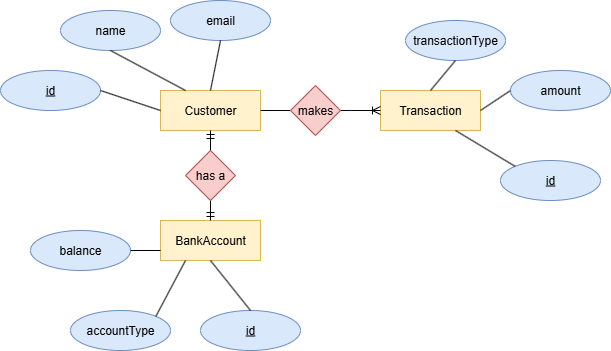 email
name
transactionType
id
amount
Customer
makes
Transaction
has a
id
BankAccount
balance
accountType
id